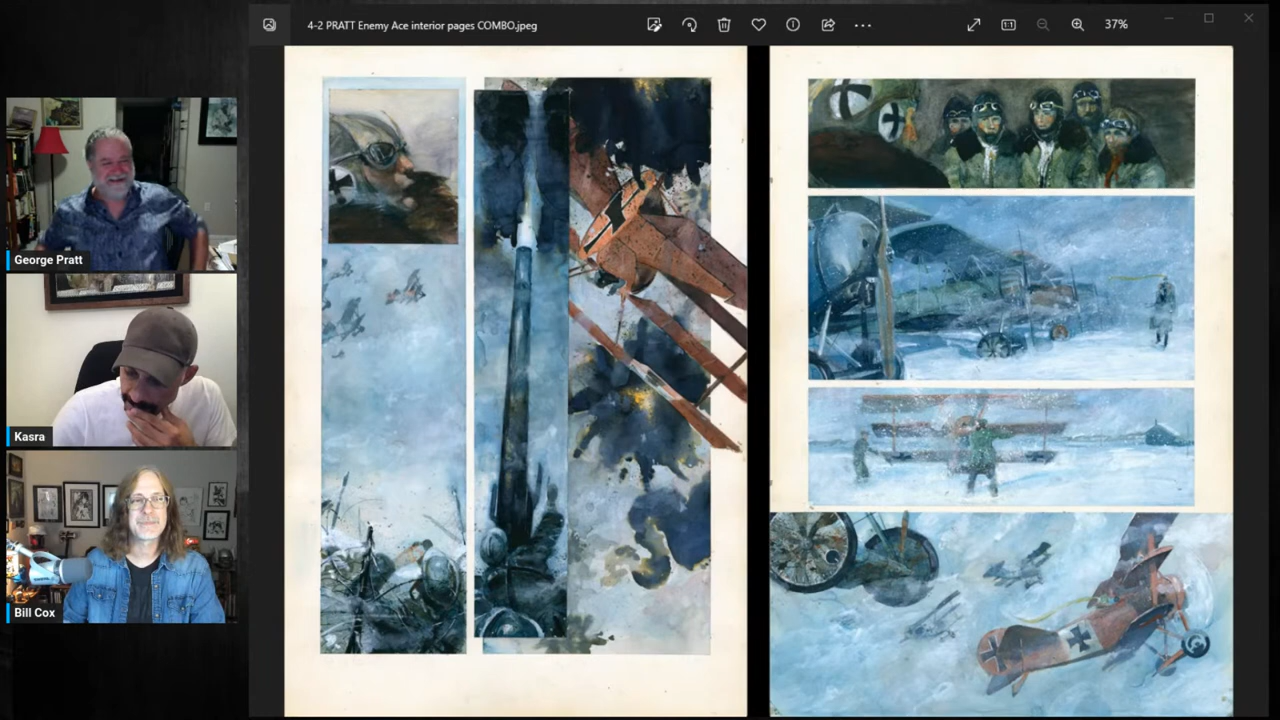 4-2 PRATT Enemy Ace interior pages COMBO.jpeg
37%
George Pratt
Kasra
Bill Cox